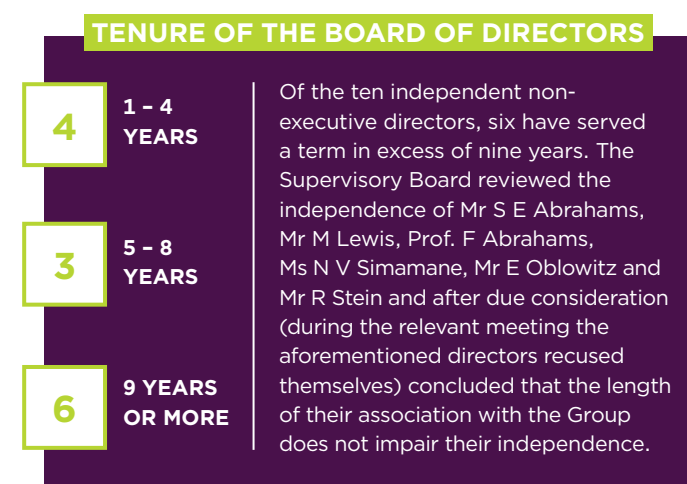 TENURE OF THE BOARD OF DIRECTORS
4
1 – 4
YEARS
3
5 – 8
YEARS
6
9 YEARS
OR MORE
Of the ten independent non-
executive directors, six have served
a term in excess of nine years. The
Supervisory Board reviewed the
independence of Mr S E Abrahams,
Mr M Lewis, Prof. F Abrahams,
Ms N V Simamane, Mr E Oblowitz and
Mr R Stein and after due consideration
(during the relevant meeting the
aforementioned directors recused
themselves) concluded that the length
of their association with the Group
does not impair their independence.